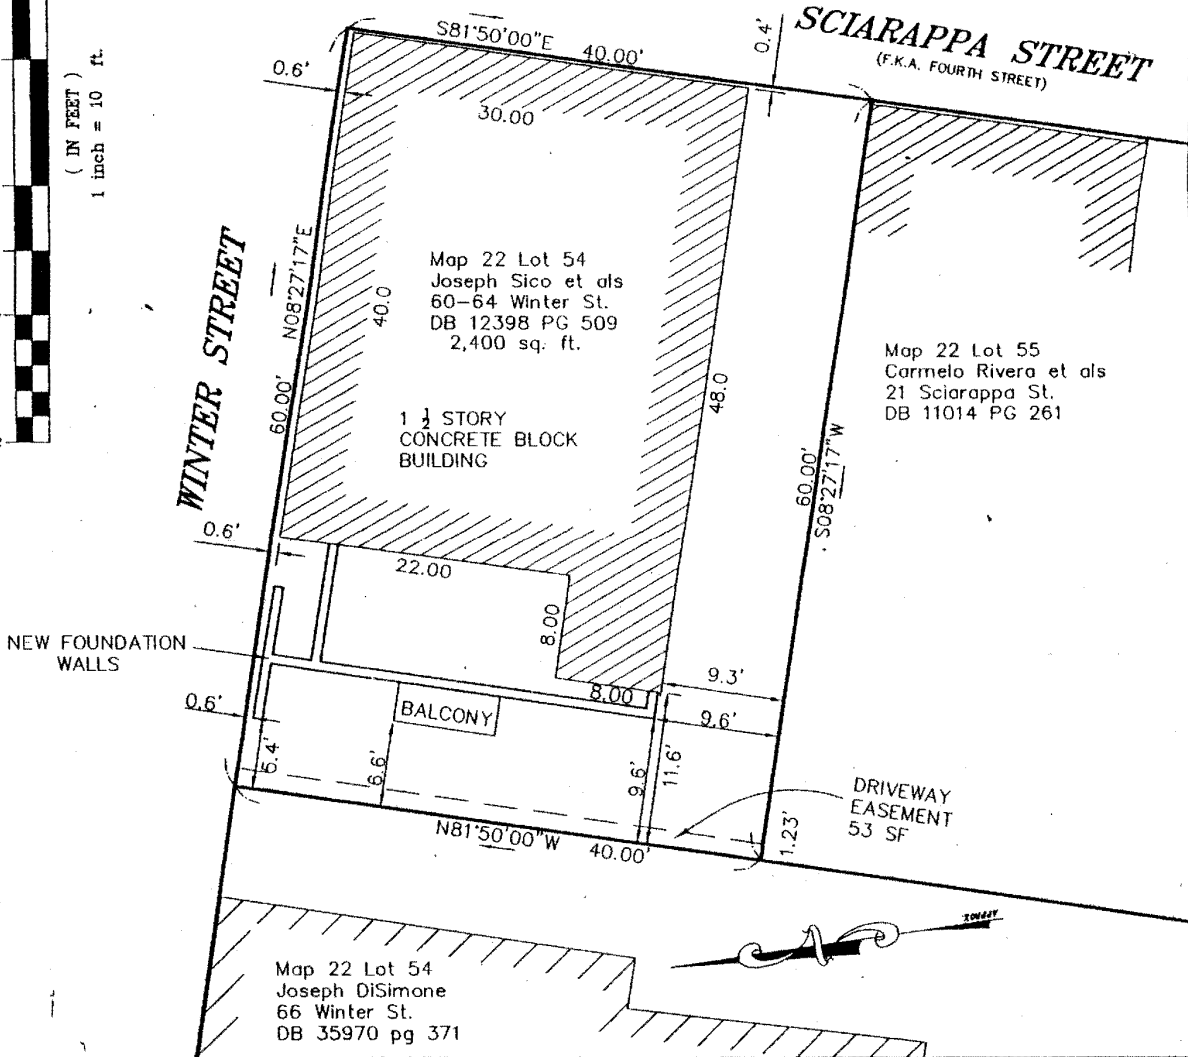 S81°50'00"E 40.00'
0.4'
SCIARAPPA STREET
(F.K.A. FOURTH STREET)
( IN FEET )
1 inch = 10 ft.
0.6'
30.00
WINTER STREET
N08°27'17"E
60.00'
40.0
Map 22 Lot 54
Joseph Sico et als
60-64 Winter St.
DB 12398 PG 509
2,400 sq. ft.
1 1/2 STORY
CONCRETE BLOCK
BUILDING
48.0
60.00'
S08°27'17"W
Map 22 Lot 55
Carmelo Rivera et als
21 Sciarappa St.
DB 11014 PG 261
0.6'
22.00
8.00
NEW FOUNDATION
WALLS
8.00
9.3'
0.6'
BALCONY
9.6'
6.6'
9.6'
11.6'
DRIVEWAY
EASEMENT
53 SF
1.23'
N81°50'00"W 40.00'
N
APPROX.
Map 22 Lot 54
Joseph DiSimone
66 Winter St.
DB 35970 pg 371